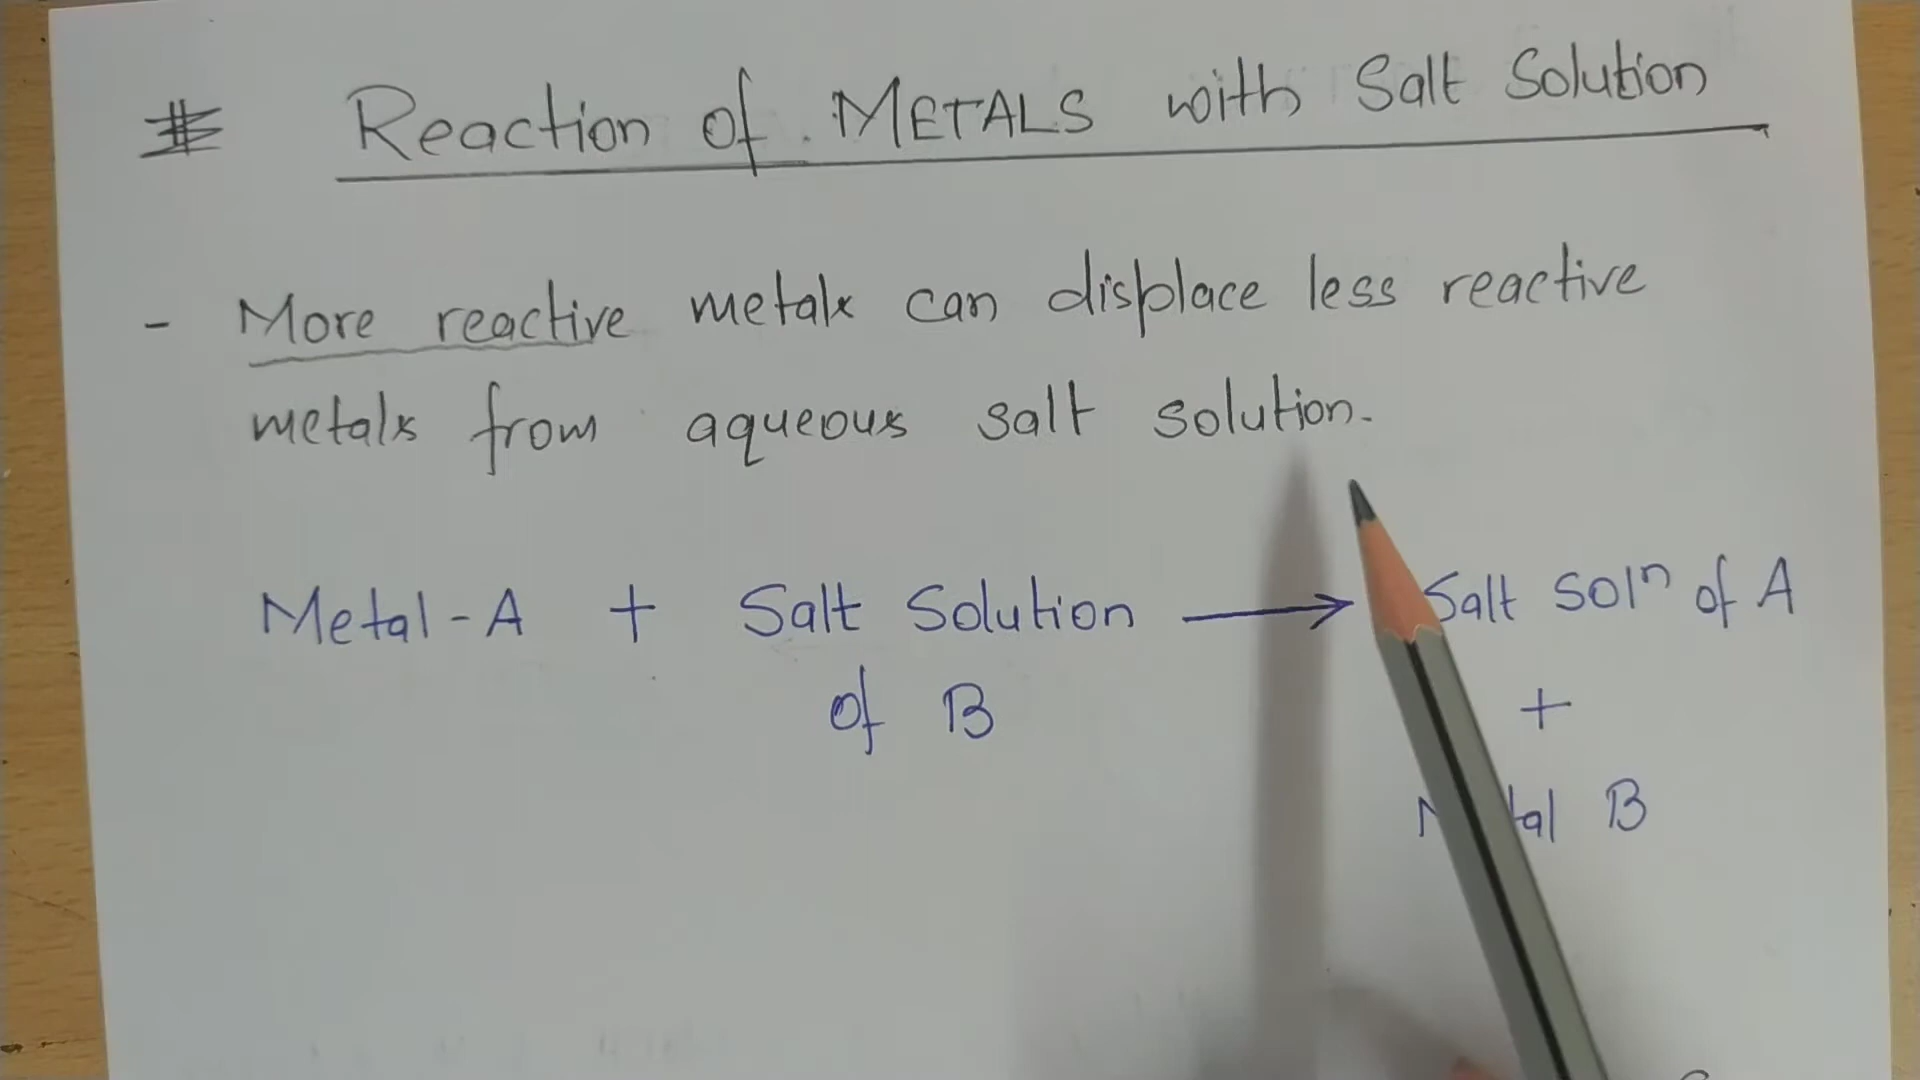 # Reaction of METALS with Salt Solution
- More reactive metals can displace less reactive
metals from aqueous salt solution.
Metal-A + Salt Solution → Salt Solⁿ of A
of B +
B